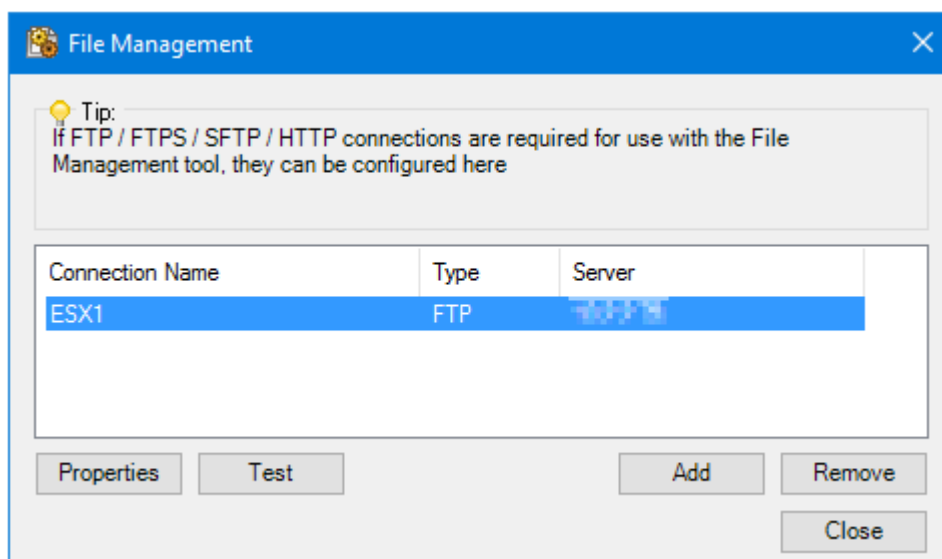 File Management
Tip:
If FTP / FTPS / SFTP / HTTP connections are required for use with the File
Management tool, they can be configured here
Connection Name Type Server
ESX1 FTP
Properties Test Add Remove
Close